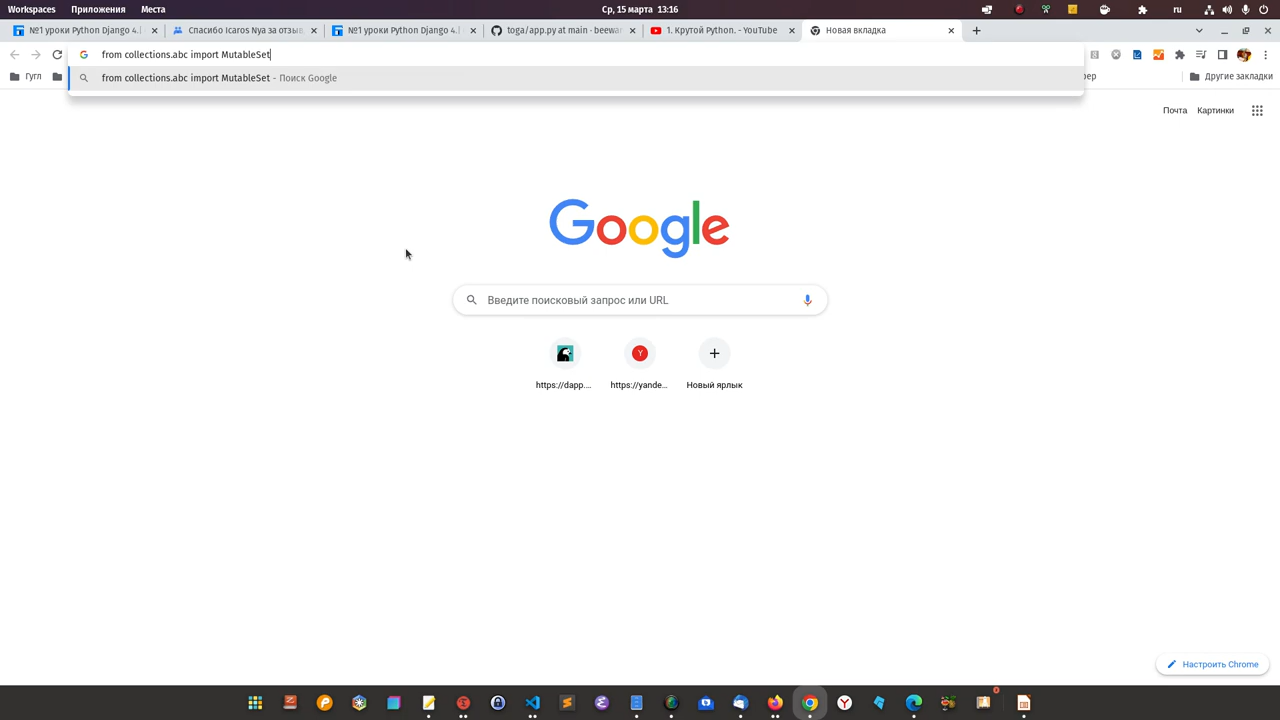 Workspaces Приложения Места Ср, 15 марта 13:16 ru
№1 уроки Python Django 4.
Спасибо Icaros Nya за отзыв,
№1 уроки Python Django 4.
toga/app.py at main · beewa
1. Крутой Python. - YouTube
Новая вкладка
from collections.abc import MutableSet
Гугл
from collections.abc import MutableSet - Поиск Google
ер
Другие закладки
Почта Картинки
Google
Введите поисковый запрос или URL
Y
https://dapp.... https://yande... Новый ярлык
Настроить Chrome